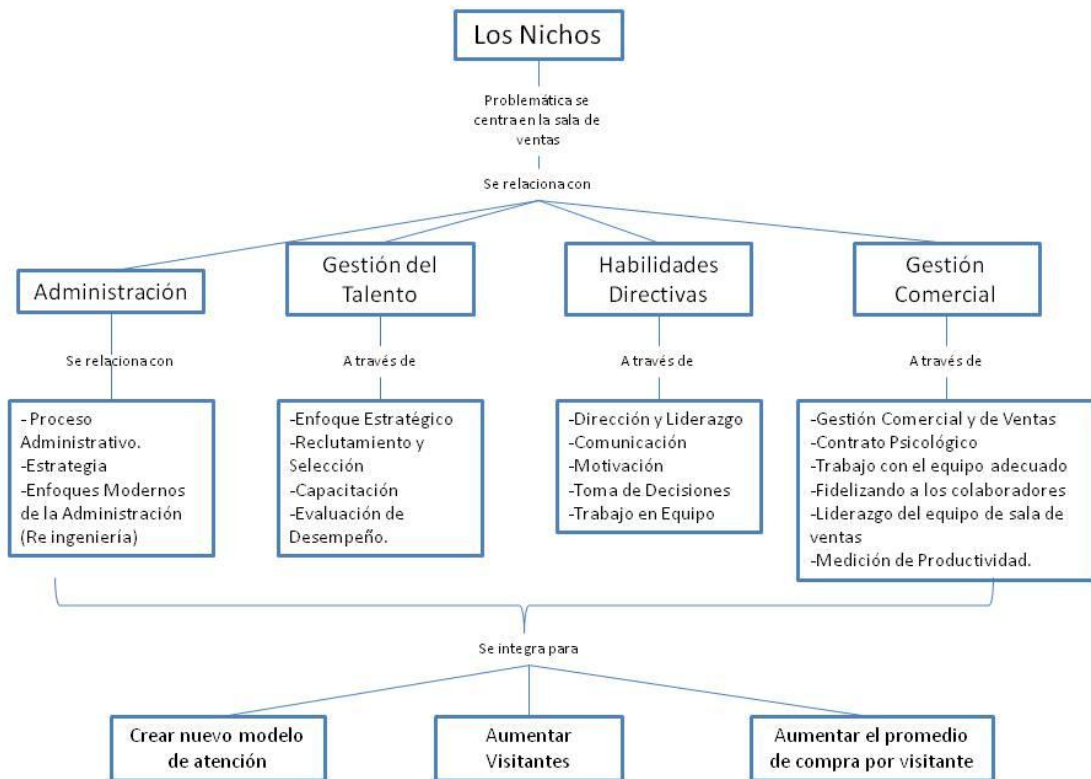 Los Nichos
Problemática se
centra en la sala de
ventas
Se relaciona con
Administración
Gestión del
Talento
Habilidades
Directivas
Gestión
Comercial
Se relaciona con
A través de
A través de
A través de
- Proceso
Administrativo.
-Estrategia
-Enfoques Modernos
de la Administración
(Re ingeniería)
-Enfoque Estratégico
-Reclutamiento y
Selección
-Capacitación
-Evaluación de
Desempeño.
-Dirección y Liderazgo
-Comunicación
-Motivación
-Toma de Decisiones
-Trabajo en Equipo
-Gestión Comercial y de Ventas
-Contrato Psicológico
-Trabajo con el equipo adecuado
-Fidelizando a los colaboradores
-Liderazgo del equipo de sala de
ventas
-Medición de Productividad.
Se integra para
Crear nuevo modelo
de atención
Aumentar
Visitantes
Aumentar el promedio
de compra por visitante